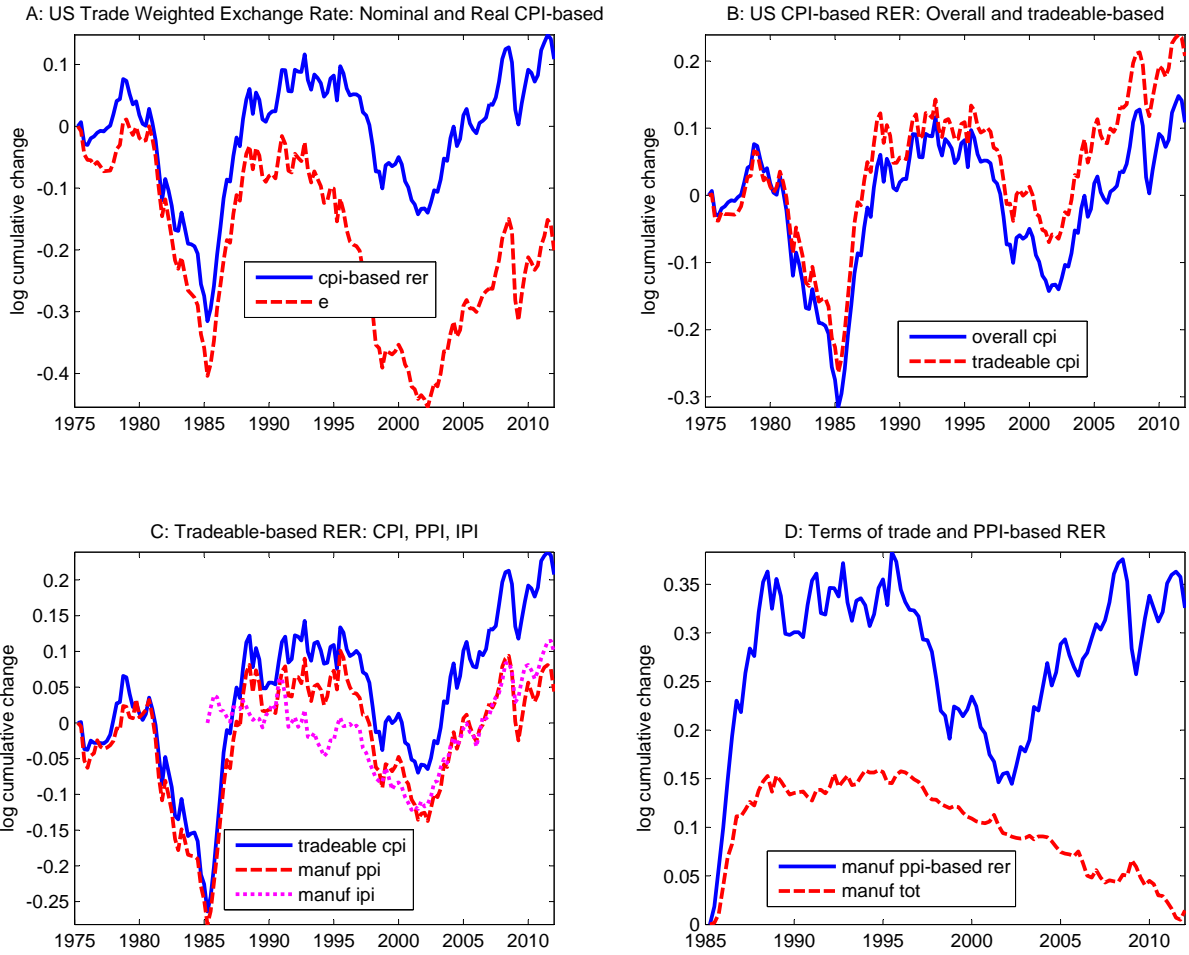 A: US Trade Weighted Exchange Rate: Nominal and Real CPI-based
log cumulative change
0.1
0
-0.1
-0.2
-0.3
-0.4
cpi-based rer
e
1975 1980 1985 1990 1995 2000 2005 2010
B: US CPI-based RER: Overall and tradeable-based
log cumulative change
0.2
0.1
0
-0.1
-0.2
-0.3
overall cpi
tradeable cpi
1975 1980 1985 1990 1995 2000 2005 2010
C: Tradeable-based RER: CPI, PPI, IPI
log cumulative change
0.2
0.15
0.1
0.05
0
-0.05
-0.1
-0.15
-0.2
-0.25
tradeable cpi
manuf ppi
manuf ipi
1975 1980 1985 1990 1995 2000 2005 2010
D: Terms of trade and PPI-based RER
log cumulative change
0.35
0.3
0.25
0.2
0.15
0.1
0.05
0
manuf ppi-based rer
manuf tot
1985 1990 1995 2000 2005 2010